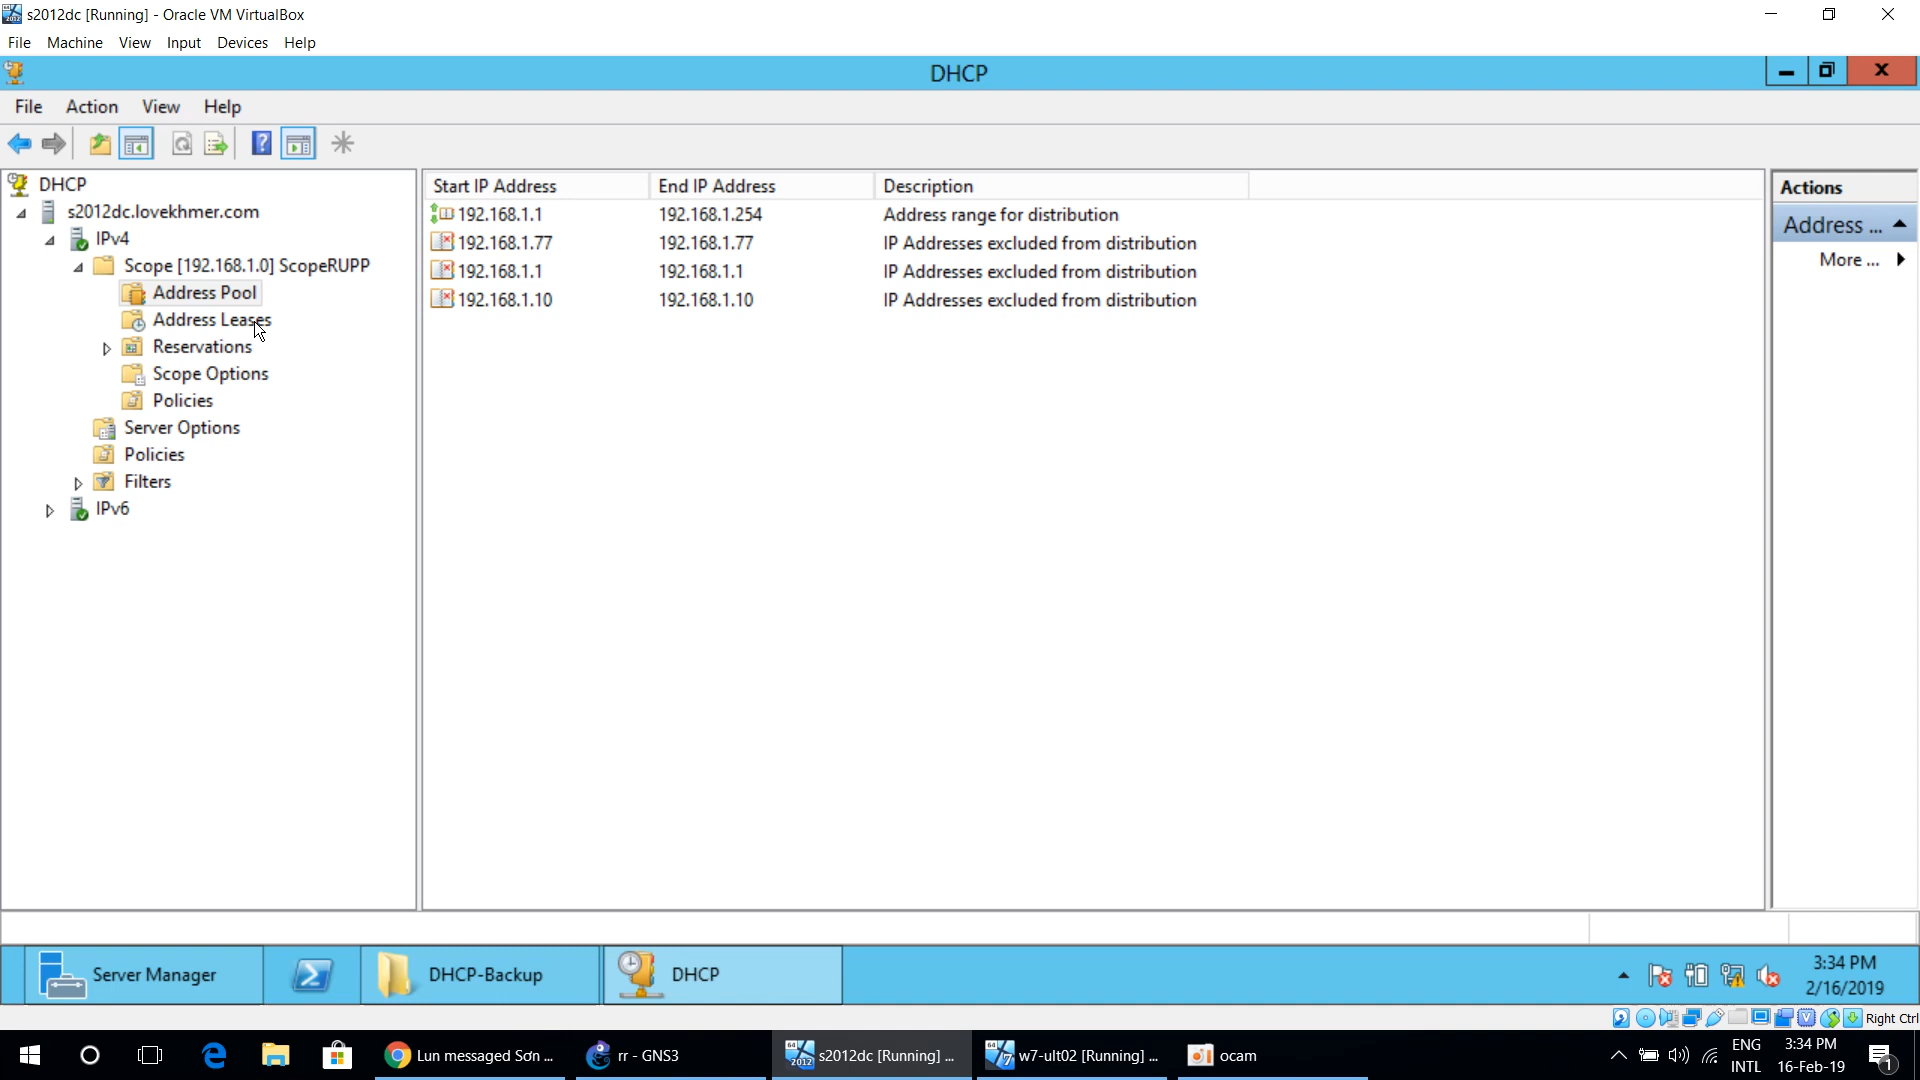 s2012dc [Running] - Oracle VM VirtualBox
File Machine View Input Devices Help
DHCP
File Action View Help
DHCP
s2012dc.lovekhmer.com
IPv4
Scope [192.168.1.0] ScopeRUPP
Address Pool
Address Leases
Reservations
Scope Options
Policies
Server Options
Policies
Filters
IPv6
Start IP Address End IP Address Description
192.168.1.1 192.168.1.254 Address range for distribution
192.168.1.77 192.168.1.77 IP Addresses excluded from distribution
192.168.1.1 192.168.1.1 IP Addresses excluded from distribution
192.168.1.10 192.168.1.10 IP Addresses excluded from distribution
Actions
Address ...
More ...
Server Manager DHCP-Backup DHCP
3:34 PM
2/16/2019
Right Ctrl
Lun messaged Sơn ... rr - GNS3 s2012dc [Running] ... w7-ult02 [Running] ... ocam
ENG
INTL
3:34 PM
16-Feb-19
1